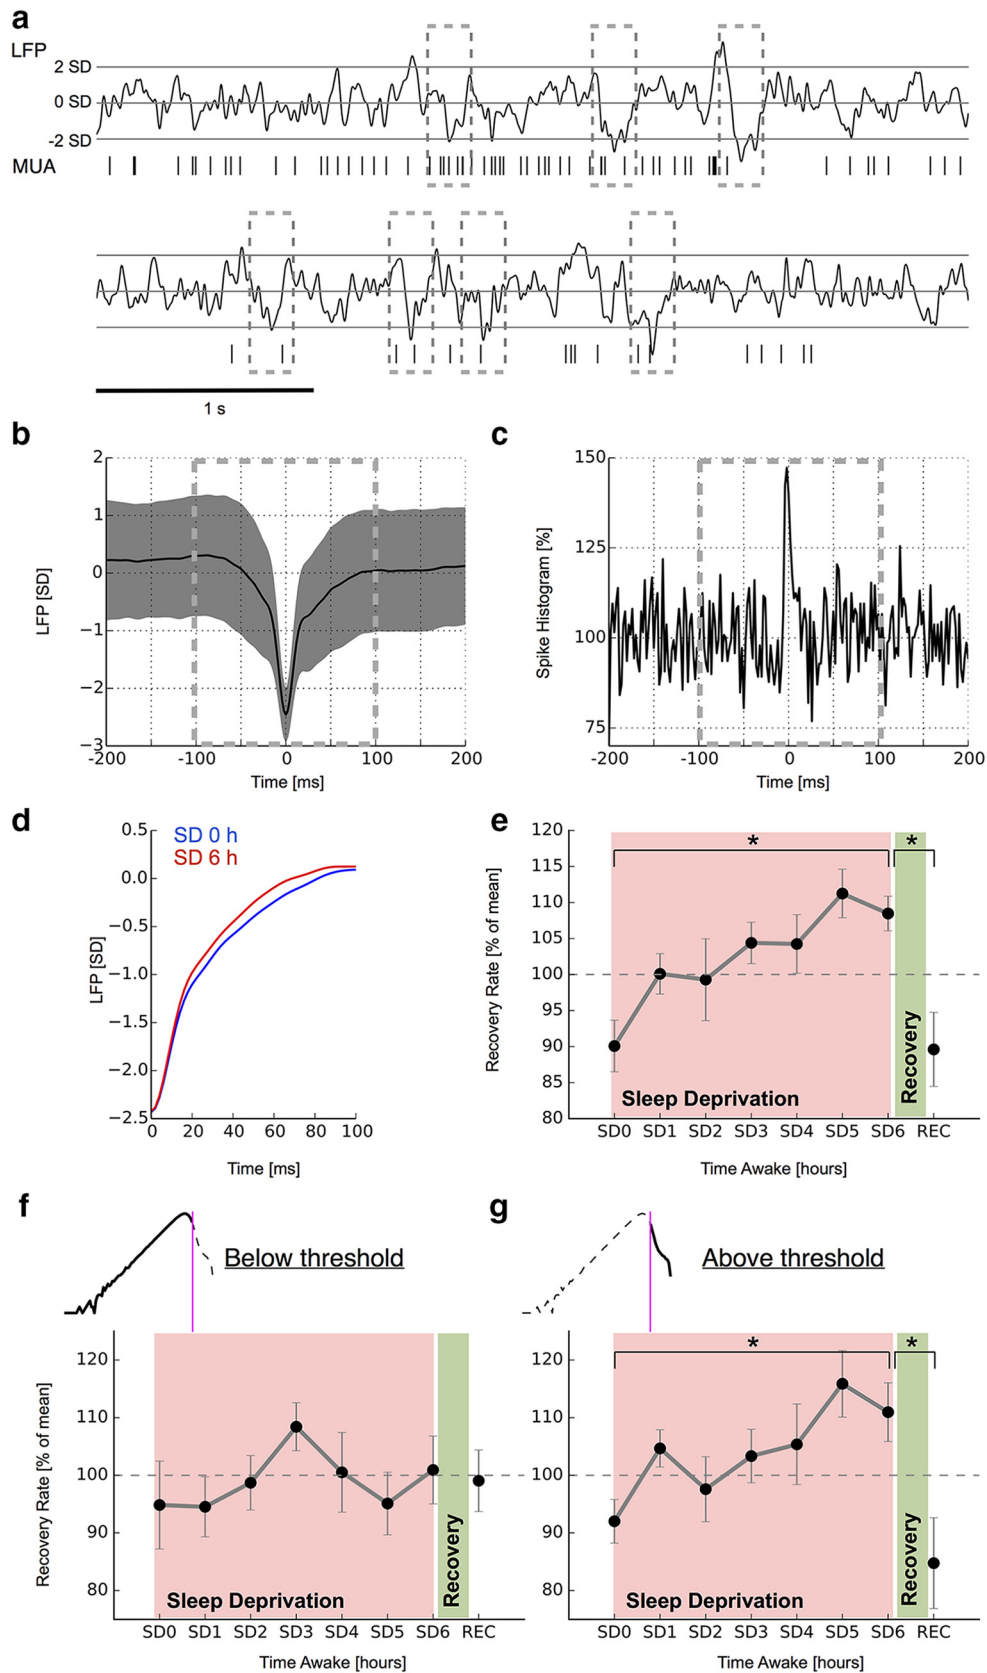 a
LFP
2 SD
0 SD
-2 SD
MUA
1 s
b
c
2
1
0
−1
−2
−3
LFP [SD]
-200
-100
0
100
200
Time [ms]
150
125
100
75
Spike Histogram [%]
-200
-100
0
100
200
Time [ms]
d
e
0.5
0.0
−0.5
−1.0
−1.5
−2.0
−2.5
LFP [SD]
SD 0 h
SD 6 h
0 20 40 60 80 100
Time [ms]
120
115
110
105
100
95
90
85
80
Recovery Rate [% of mean]
*
*
Sleep Deprivation
Recovery
SD0 SD1 SD2 SD3 SD4 SD5 SD6 REC
Time Awake [hours]
f
Below threshold
g
Above threshold
120
110
100
90
80
Recovery Rate [% of mean]
Sleep Deprivation
Recovery
SD0 SD1 SD2 SD3 SD4 SD5 SD6 REC
Time Awake [hours]
120
110
100
90
80
*
*
Sleep Deprivation
Recovery
SD0 SD1 SD2 SD3 SD4 SD5 SD6 REC
Time Awake [hours]